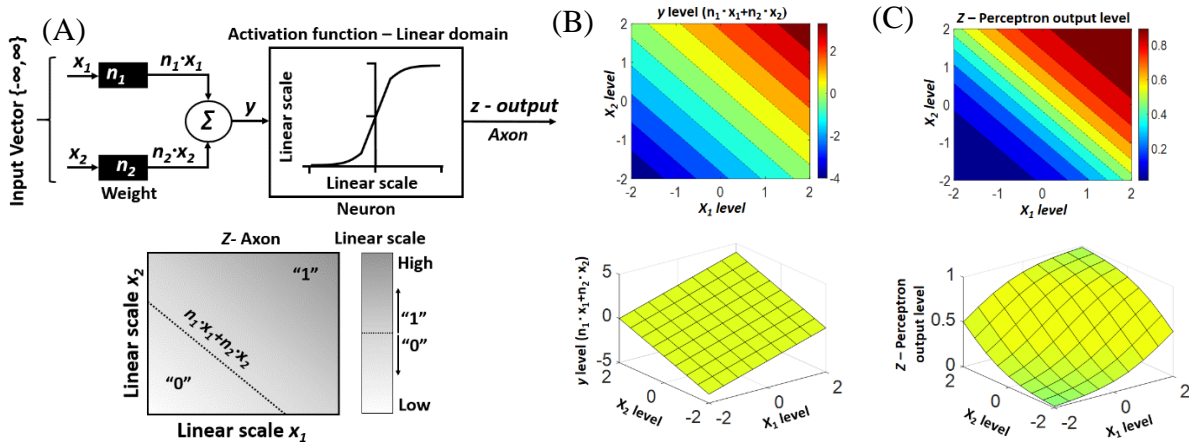 (A)
Activation function – Linear domain
Input Vector {-∞,∞}
x1
n1
n1·x1
x2
n2
n2·x2
Weight
Σ
y
Linear scale
Linear scale
Neuron
z - output
Axon
Z- Axon
Linear scale x2
"1"
n1·x1+n2·x2
"0"
Linear scale x1
Linear scale
High
"1"
"0"
Low
(B)
y level (n1· x1+n2· x2)
X2 level
2
1
0
-1
-2
-2
-1
0
1
2
X1 level
2
0
-2
-4
y level (n1· x1+n2· x2)
5
0
-5
2
0
-2
X2 level
-2
0
2
X1 level
(C)
Z – Perceptron output level
X2 level
2
1
0
-1
-2
-2
-1
0
1
2
X1 level
0.8
0.6
0.4
0.2
Z – Perceptron
output level
1
0.5
0
2
0
-2
X2 level
-2
0
2
X1 level